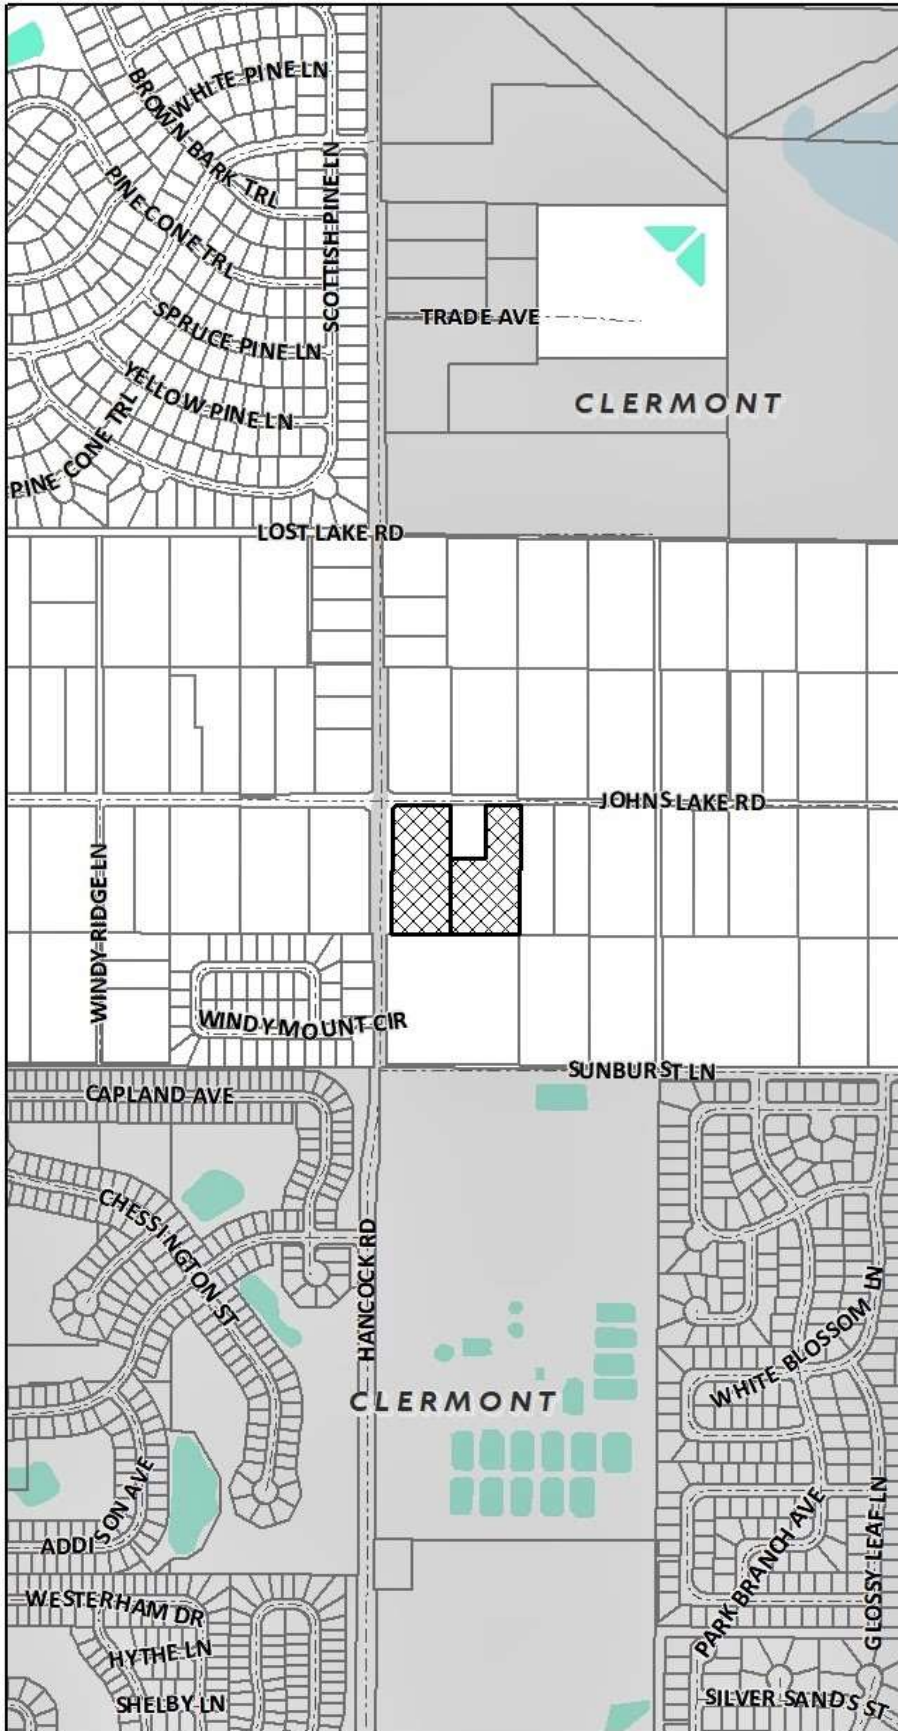 WHITE PINE LN
BROWN BARK TRL
SCOTTISH PINE LN
PINE CONE TRL
TRADE AVE
SPRUCE PINE LN
YELLOW PINE LN
CLERMONT
PINE CONE TRL
LOST LAKE RD
JOHNS LAKE RD
WINDY RIDGE LN
WINDY MOUNT CIR
SUNBURST LN
CAPLAND AVE
CHESSINGTON ST
HANCOCK RD
WHITE BLOSSOM LN
CLERMONT
ADDISON AVE
PARK BRANCH AVE
GLOSSY LEAF LN
WESTERHAM DR
HYTHE LN
SHELBY LN
SILVER SANDS ST